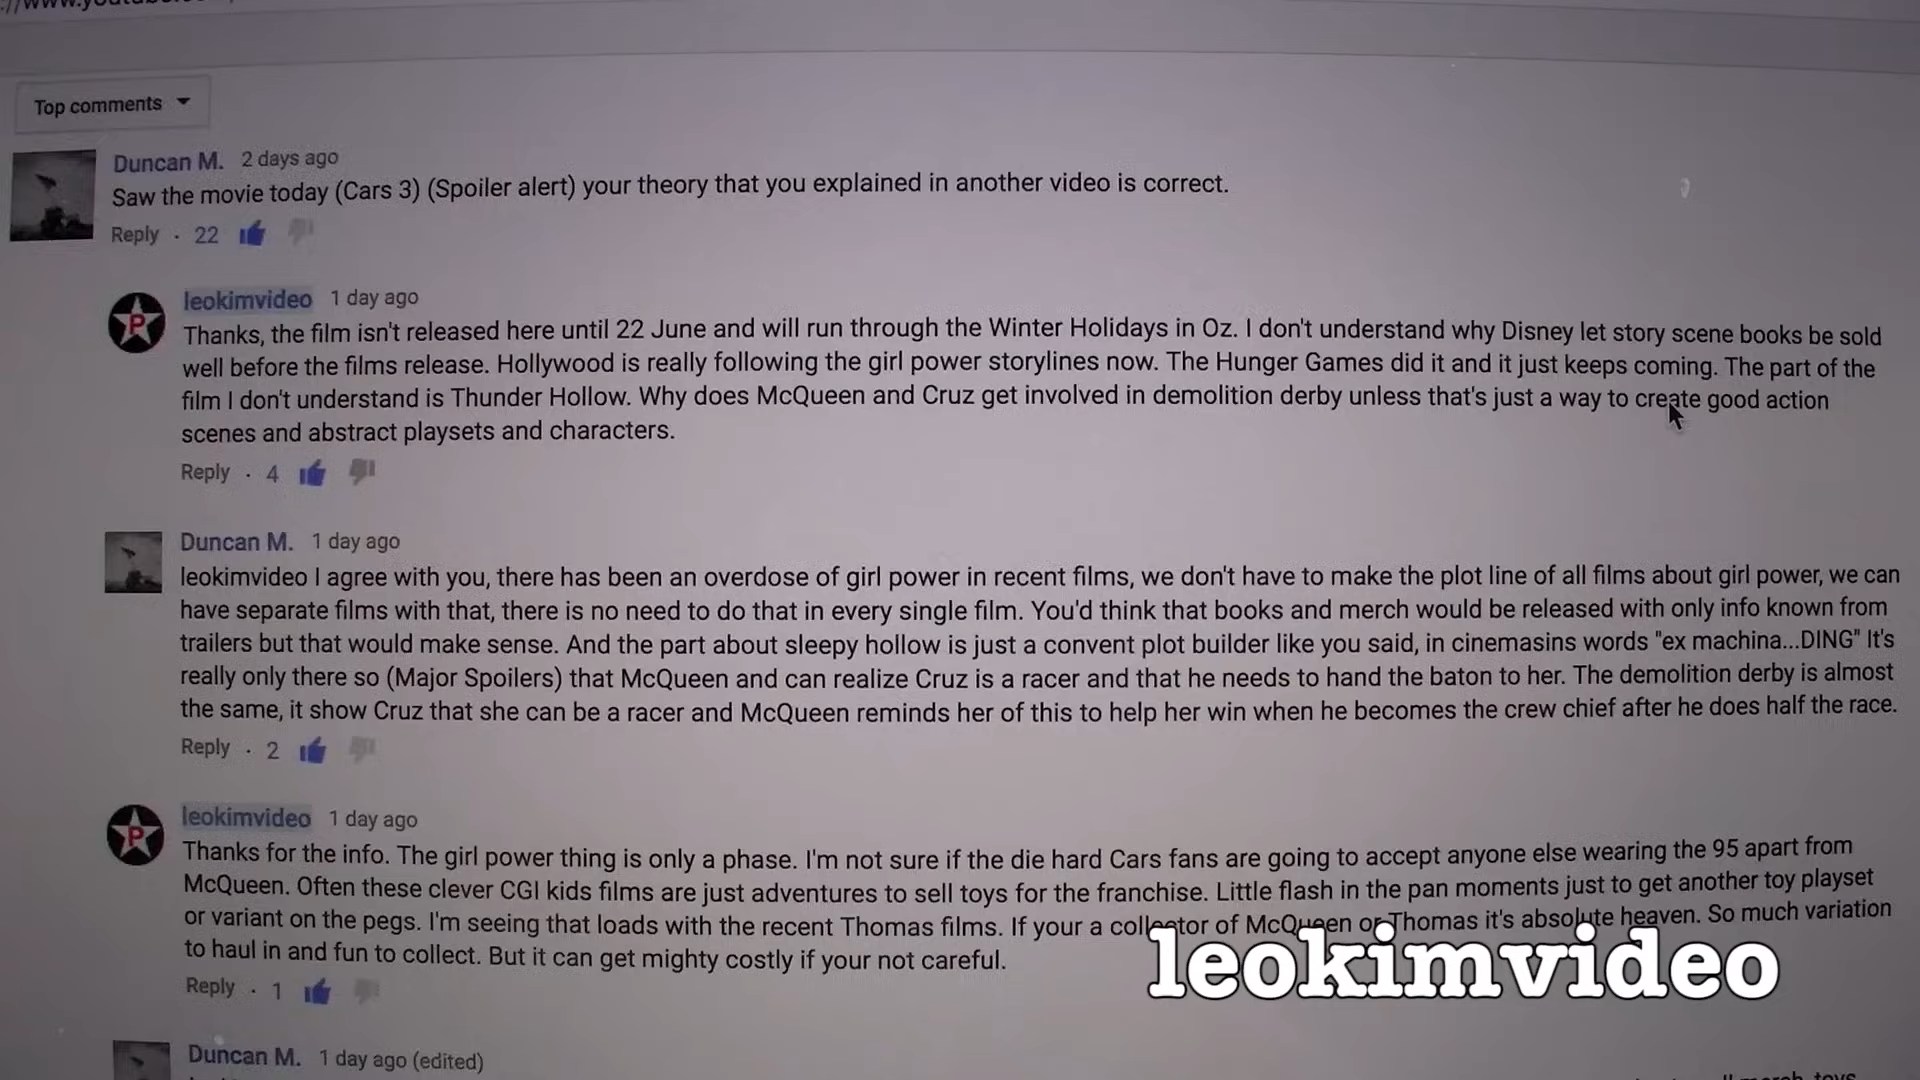 Top comments
Duncan M. 2 days ago
Saw the movie today (Cars 3) (Spoiler alert) your theory that you explained in another video is correct.
Reply · 22
leokimvideo 1 day ago
Thanks, the film isn't released here until 22 June and will run through the Winter Holidays in Oz. I don't understand why Disney let story scene books be sold
well before the films release. Hollywood is really following the girl power storylines now. The Hunger Games did it and it just keeps coming. The part of the
film I don't understand is Thunder Hollow. Why does McQueen and Cruz get involved in demolition derby unless that's just a way to create good action
scenes and abstract playsets and characters.
Reply · 4
Duncan M. 1 day ago
leokimvideo I agree with you, there has been an overdose of girl power in recent films, we don't have to make the plot line of all films about girl power, we can
have separate films with that, there is no need to do that in every single film. You'd think that books and merch would be released with only info known from
trailers but that would make sense. And the part about sleepy hollow is just a convent plot builder like you said, in cinemasins words "ex machina...DING" It's
really only there so (Major Spoilers) that McQueen and can realize Cruz is a racer and that he needs to hand the baton to her. The demolition derby is almost
the same, it show Cruz that she can be a racer and McQueen reminds her of this to help her win when he becomes the crew chief after he does half the race.
Reply · 2
leokimvideo 1 day ago
Thanks for the info. The girl power thing is only a phase. I'm not sure if the die hard Cars fans are going to accept anyone else wearing the 95 apart from
McQueen. Often these clever CGI kids films are just adventures to sell toys for the franchise. Little flash in the pan moments just to get another toy playset
or variant on the pegs. I'm seeing that loads with the recent Thomas films. If your a collector of McQueen or Thomas it's absolute heaven. So much variation
to haul in and fun to collect. But it can get mighty costly if your not careful.
leokimvideo
Reply · 1
Duncan M. 1 day ago (edited)